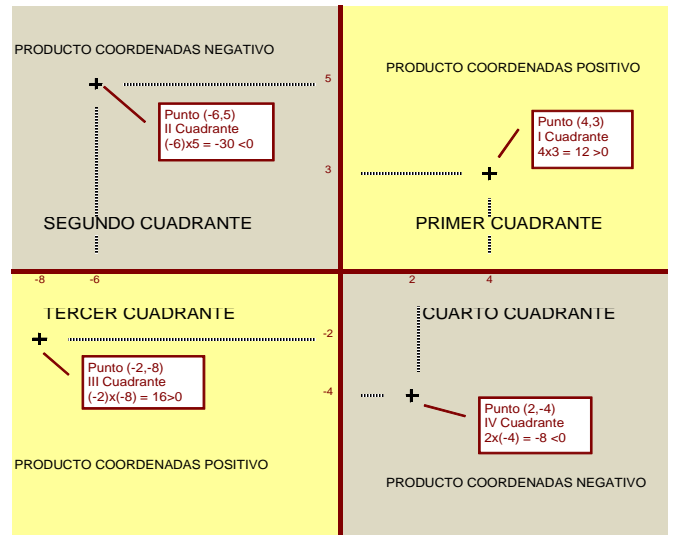 PRODUCTO COORDENADAS NEGATIVO
5
Punto (-6,5)
II Cuadrante
(-6)x5 = -30 <0
3
SEGUNDO CUADRANTE
PRODUCTO COORDENADAS POSITIVO
Punto (4,3)
I Cuadrante
4x3 = 12 >0
PRIMER CUADRANTE
-8 -6
2 4
TERCER CUADRANTE
-2
Punto (-2,-8)
III Cuadrante
(-2)x(-8) = 16>0
-4
PRODUCTO COORDENADAS POSITIVO
CUARTO CUADRANTE
Punto (2,-4)
IV Cuadrante
2x(-4) = -8 <0
PRODUCTO COORDENADAS NEGATIVO